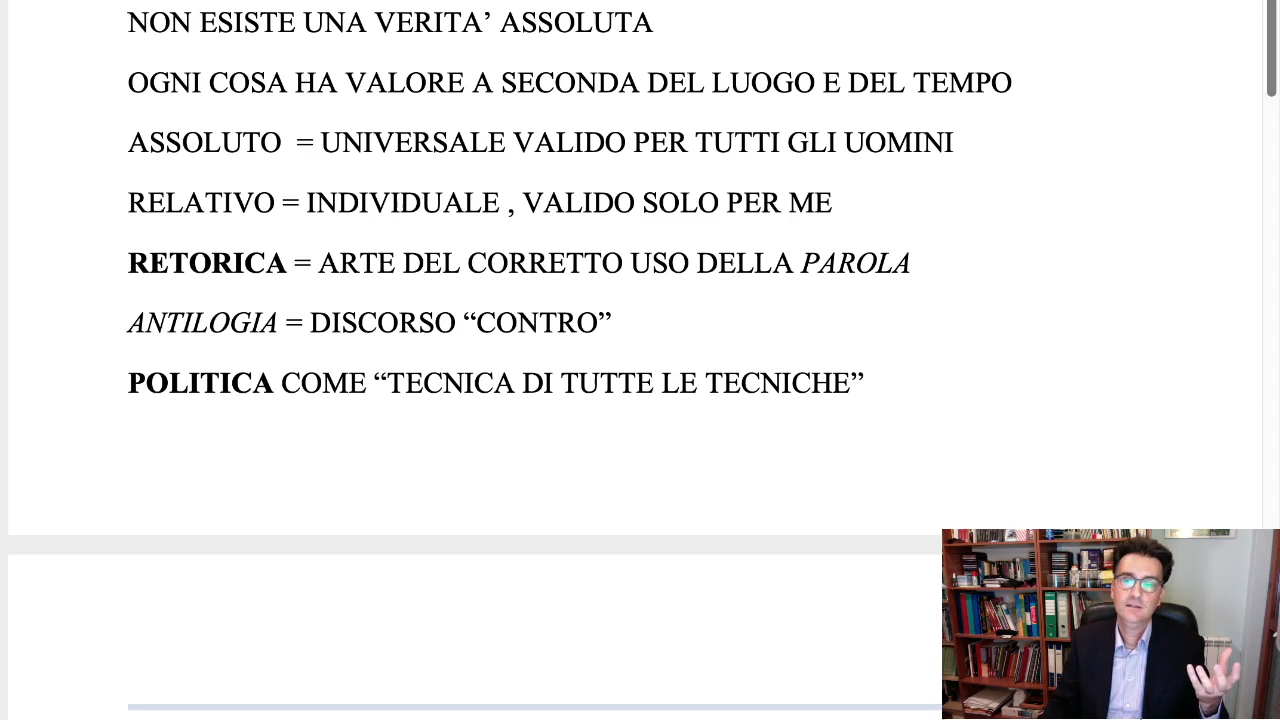 NON ESISTE UNA VERITA’ ASSOLUTA
OGNI COSA HA VALORE A SECONDA DEL LUOGO E DEL TEMPO
ASSOLUTO = UNIVERSALE VALIDO PER TUTTI GLI UOMINI
RELATIVO = INDIVIDUALE , VALIDO SOLO PER ME
RETORICA = ARTE DEL CORRETTO USO DELLA PAROLA
ANTILOGIA = DISCORSO “CONTRO”
POLITICA COME “TECNICA DI TUTTE LE TECNICHE”